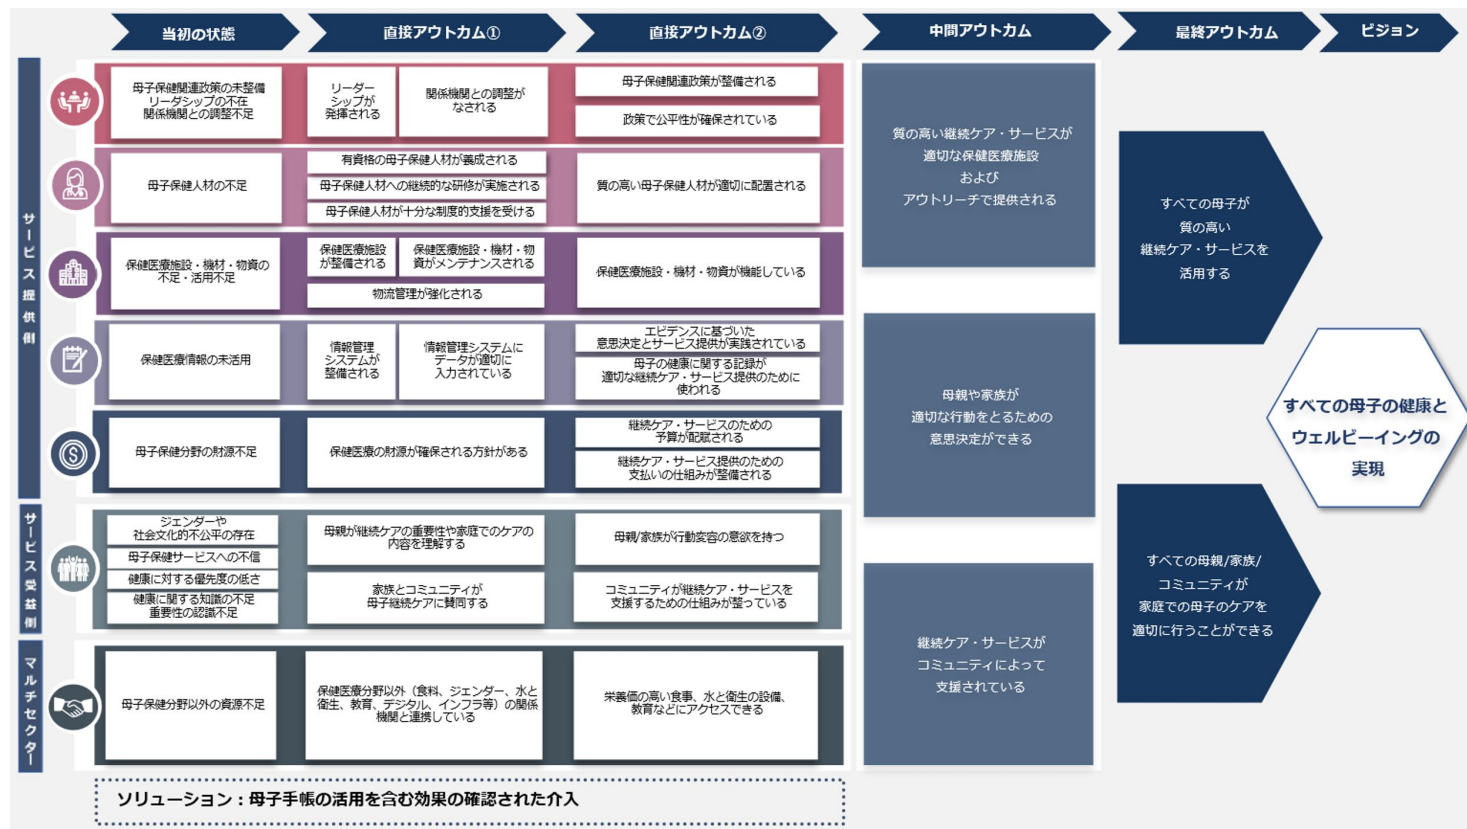 当初の状態
直接アウトカム①
直接アウトカム②
中間アウトカム
最終アウトカム
ビジョン
サービス提供側
母子保健関連政策の未整備
リーダシップの不在
関係機関との調整不足
リーダー
シップが
発揮される
関係機関との調整が
なされる
母子保健関連政策が整備される
政策で公平性が確保されている
母子保健人材の不足
有資格の母子保健人材が養成される
母子保健人材への継続的な研修が実施される
母子保健人材が十分な制度的支援を受ける
質の高い母子保健人材が適切に配置される
保健医療施設・機材・物資の
不足・活用不足
保健医療施設
が整備される
保健医療施設・機材・物
資がメンテナンスされる
物流管理が強化される
保健医療施設・機材・物資が機能している
保健医療情報の未活用
情報管理
システムが
整備される
情報管理システムに
データが適切に
入力されている
エビデンスに基づいた
意思決定とサービス提供が実践されている
母子の健康に関する記録が
適切な継続ケア・サービス提供のために
使われる
母子保健分野の財源不足
保健医療の財源が確保される方針がある
継続ケア・サービスのための
予算が配賦される
継続ケア・サービス提供のための
支払いの仕組みが整備される
サービス受益側
ジェンダーや
社会文化的不公平の存在
母子保健サービスへの不信
健康に対する優先度の低さ
健康に関する知識の不足
重要性の認識不足
母親が継続ケアの重要性や家庭でのケアの
内容を理解する
家族とコミュニティが
母子継続ケアに賛同する
母親/家族が行動変容の意欲を持つ
コミュニティが継続ケア・サービスを
支援するための仕組みが整っている
マルチセクター
母子保健分野以外の資源不足
保健医療分野以外（食料、ジェンダー、水と
衛生、教育、デジタル、インフラ等）の関係
機関と連携している
栄養価の高い食事、水と衛生の設備、
教育などにアクセスできる
質の高い継続ケア・サービスが
適切な保健医療施設
および
アウトリーチで提供される
母親や家族が
適切な行動をとるための
意思決定ができる
継続ケア・サービスが
コミュニティによって
支援されている
すべての母子が
質の高い
継続ケア・サービスを
活用する
すべての母親/家族/
コミュニティが
家庭での母子のケアを
適切に行うことができる
すべての母子の健康と
ウェルビーイングの
実現
ソリューション：母子手帳の活用を含む効果の確認された介入